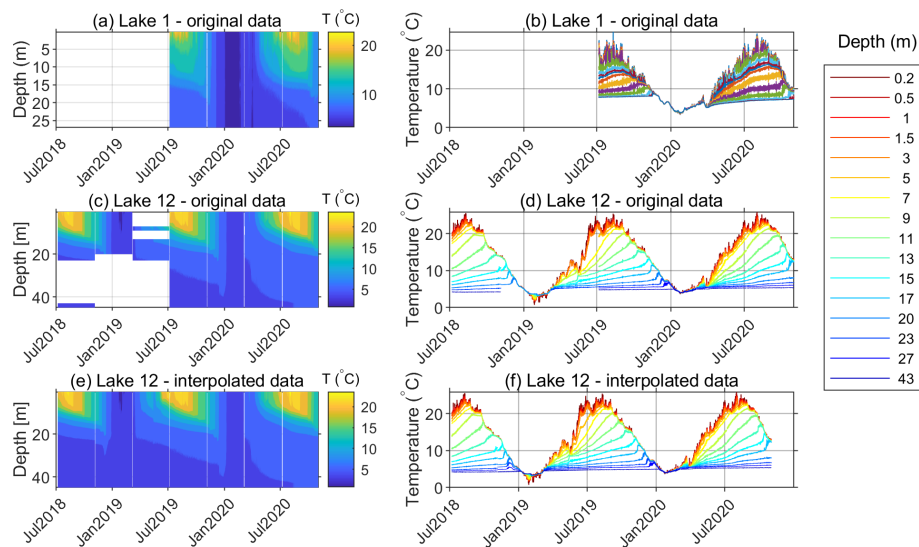 (a) Lake 1 - original data
T (°C)
5
10
15
20
25
Depth (m)
20
10
Jul2018
Jan2019
Jul2019
Jan2020
Jul2020
(b) Lake 1 - original data
Temperature (°C)
20
10
0
Jul2018
Jan2019
Jul2019
Jan2020
Jul2020
(c) Lake 12 - original data
T (°C)
Depth [m]
20
40
20
15
10
5
Jul2018
Jan2019
Jul2019
Jan2020
Jul2020
(d) Lake 12 - original data
Temperature (°C)
20
10
0
Jul2018
Jan2019
Jul2019
Jan2020
Jul2020
(e) Lake 12 - interpolated data
T (°C)
Depth [m]
20
40
20
15
10
5
Jul2018
Jan2019
Jul2019
Jan2020
Jul2020
(f) Lake 12 - interpolated data
Temperature (°C)
20
10
0
Jul2018
Jan2019
Jul2019
Jan2020
Jul2020
Depth (m)
0.2
0.5
1
1.5
3
5
7
9
11
13
15
17
20
23
27
43